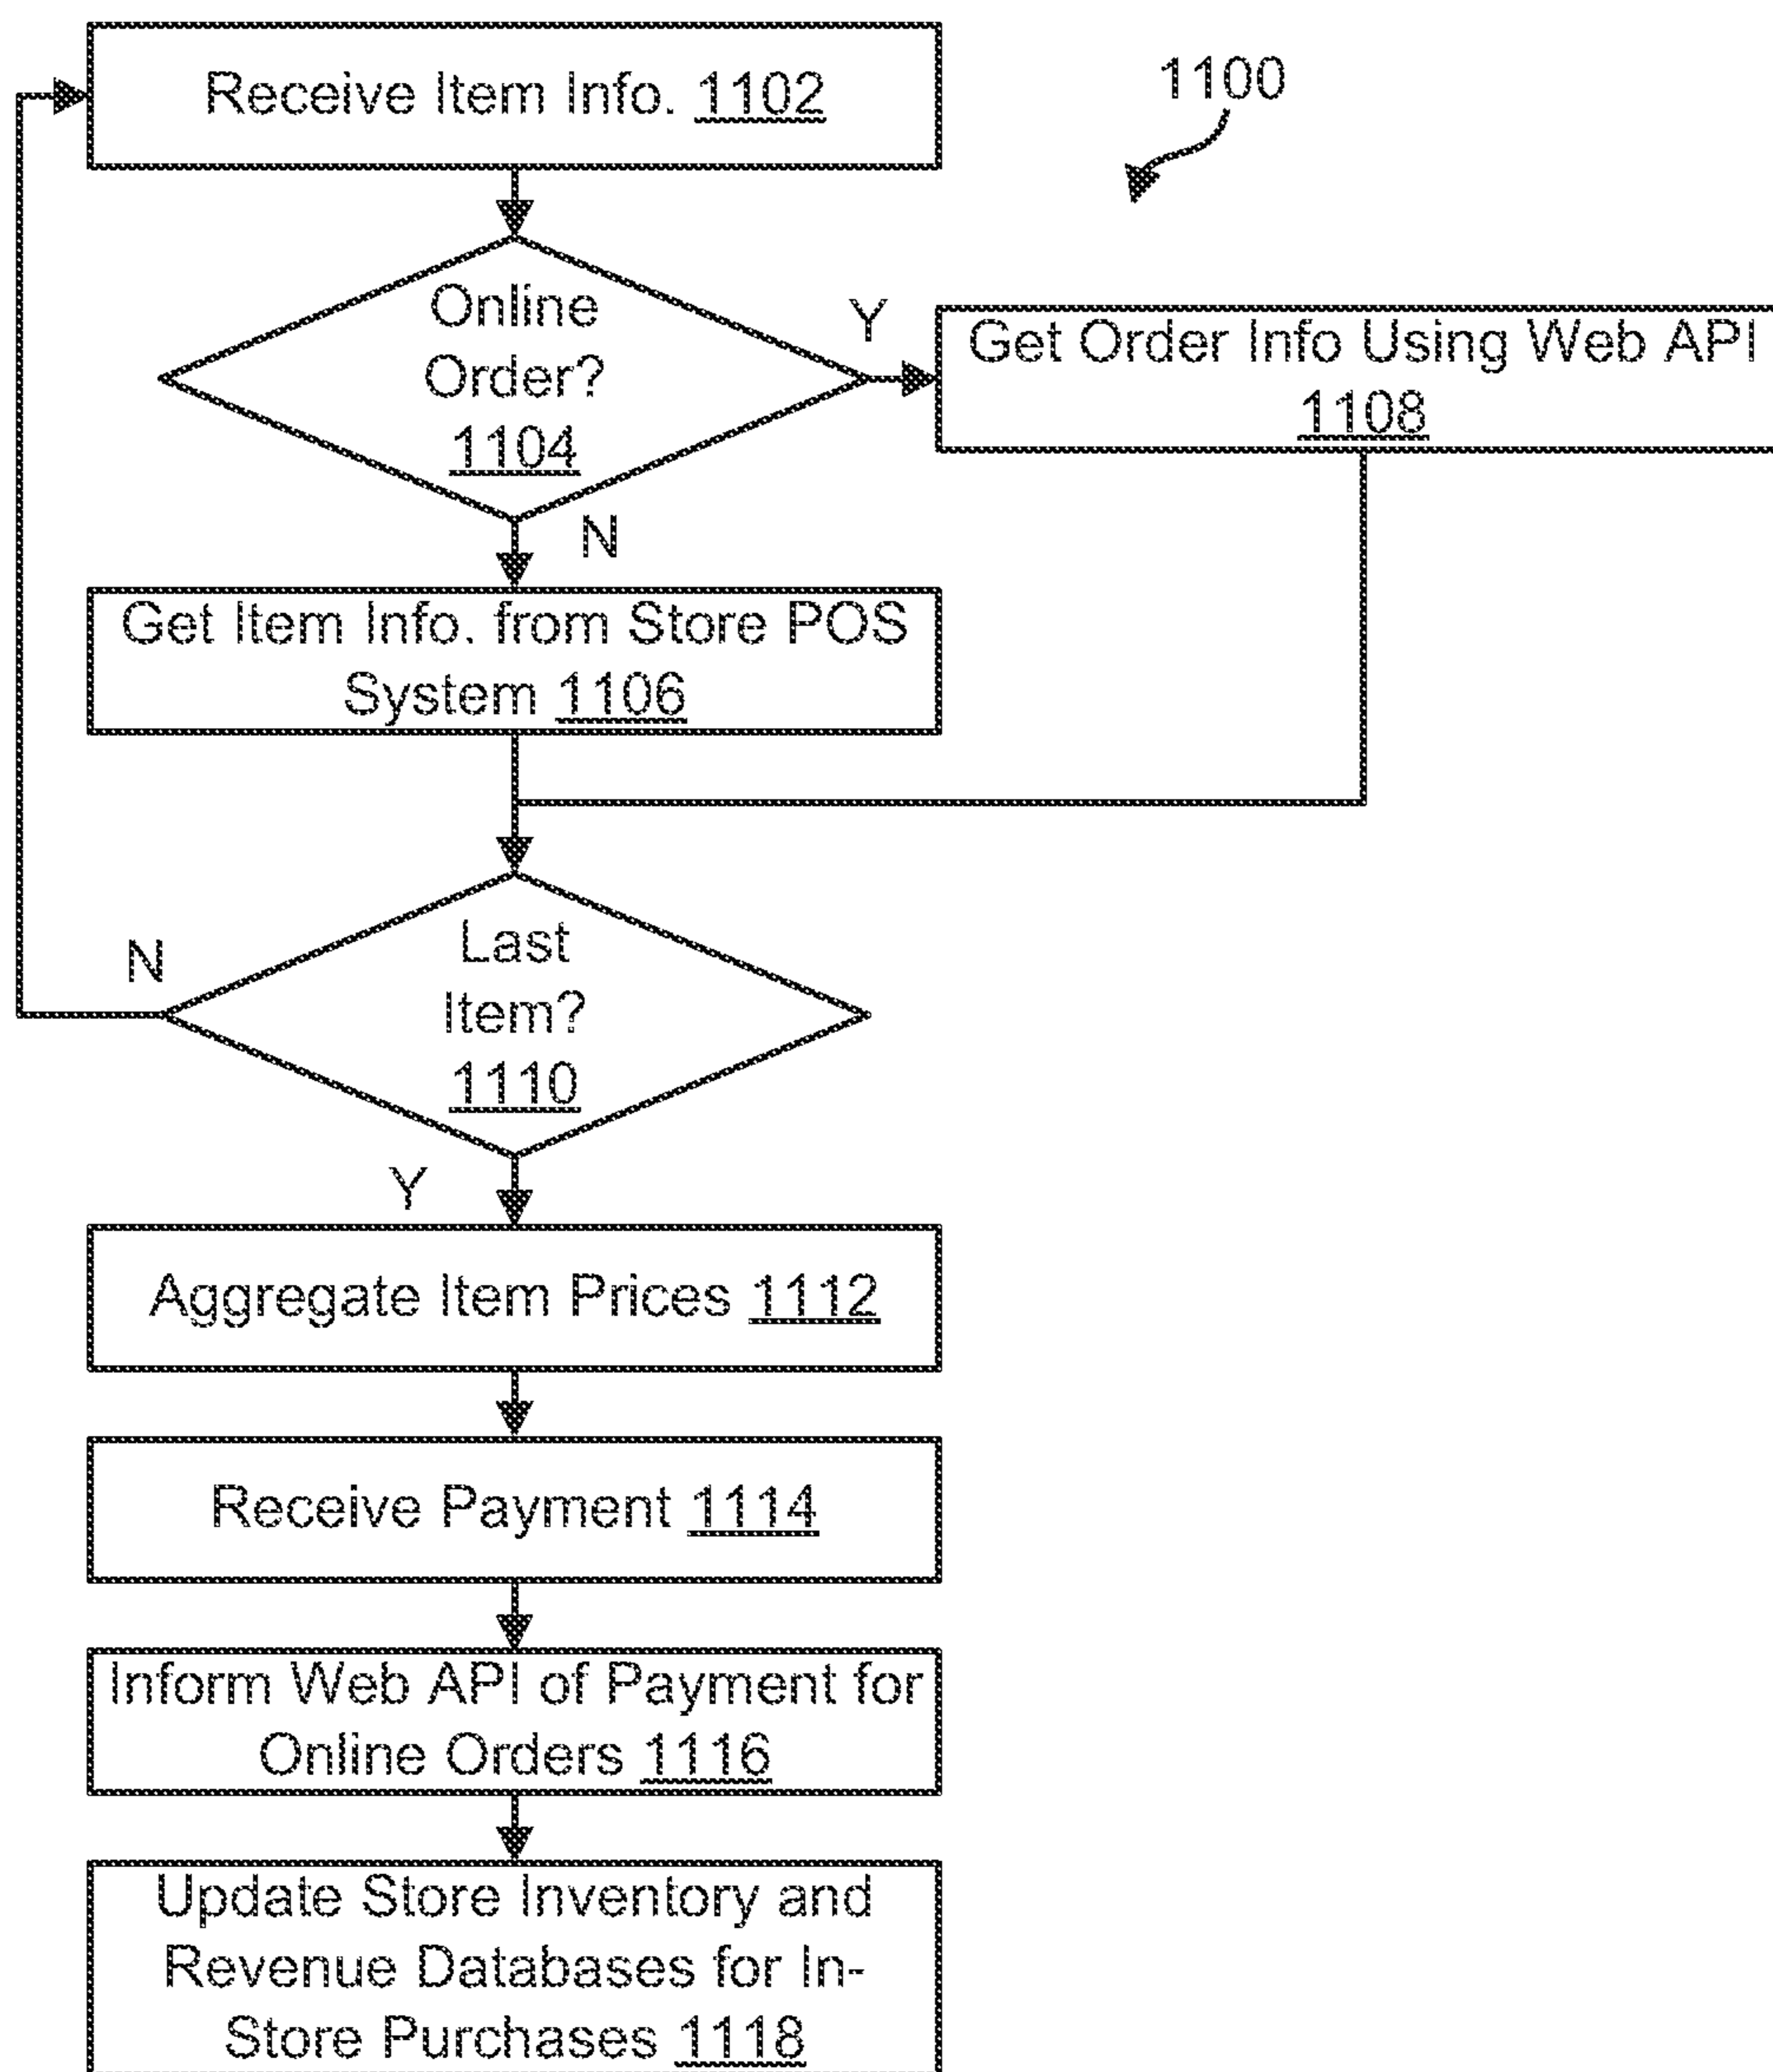 Receive Item Info. 1102
1100
Online
Order?
1104
Y
Get Order Info Using Web API
1108
N
Get Item Info. from Store POS
System 1106
Last
Item?
1110
N
Y
Aggregate Item Prices 1112
Receive Payment 1114
Inform Web API of Payment for
Online Orders 1116
Update Store Inventory and
Revenue Databases for In-
Store Purchases 1118